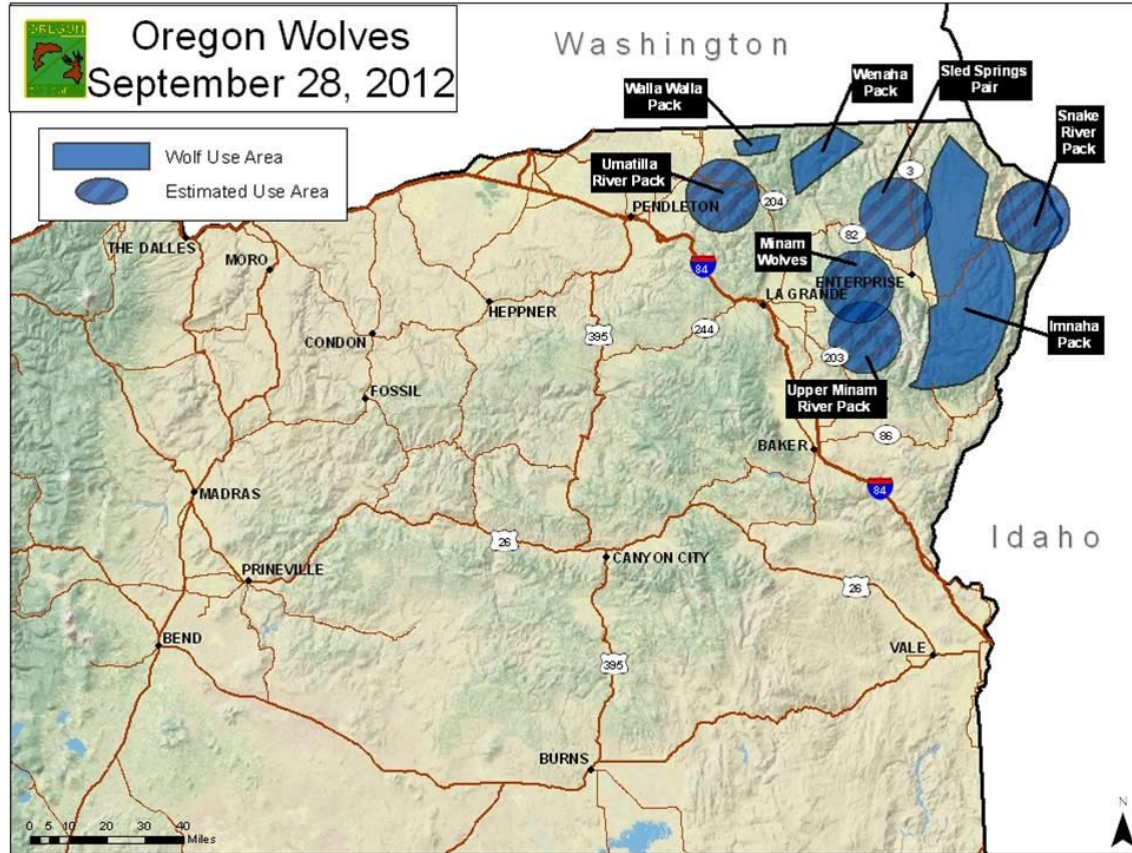 OREGON
Oregon Wolves
September 28, 2012
Wolf Use Area
Estimated Use Area
Washington
Walla Walla
Pack
Wenaha
Pack
Sled Springs
Pair
Snake
River
Pack
Umatilla
River Pack
3
204
PENDLETON
82
THE DALLES
MORO
Minam
Wolves
84
ENTERPRISE
LA GRANDE
HEPPNER
244
395
CONDON
Imnaha
Pack
203
FOSSIL
Upper Minam
River Pack
86
BAKER
84
MADRAS
Idaho
26
CANYON CITY
PRINEVILLE
26
BEND
VALE
395
BURNS
0 5 10 20 30 40
Miles
N